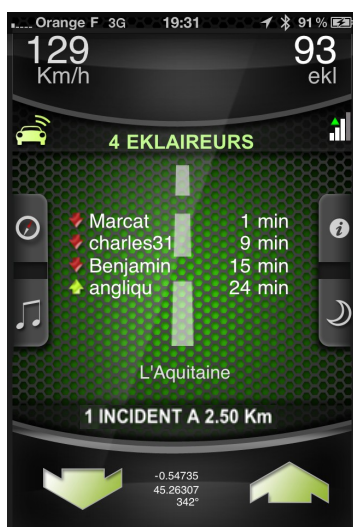 Orange F 3G 19:31 91 %
129 93
Km/h ekl
4 EKLAIREURS
Marcat 1 min
charles31 9 min
Benjamin 15 min
angliqu 24 min
L'Aquitaine
1 INCIDENT A 2.50 Km
-0.54735
45.26307
342°